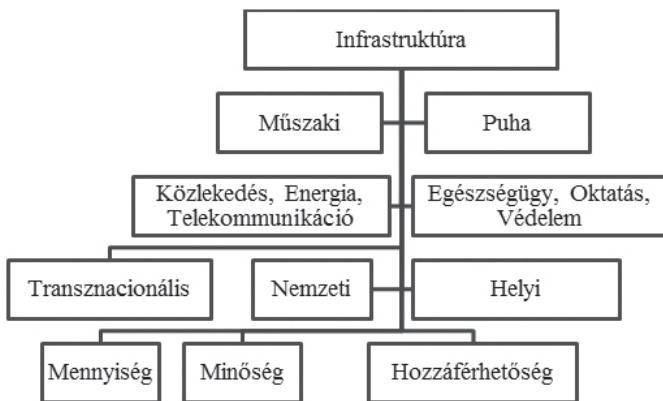 Infrastruktúra
Műszaki
Puha
Közlekedés, Energia,
Telekommunikáció
Egészségügy, Oktatás,
Védelem
Transznacionális
Nemzeti
Helyi
Mennyiség
Minőség
Hozzáférhetőség